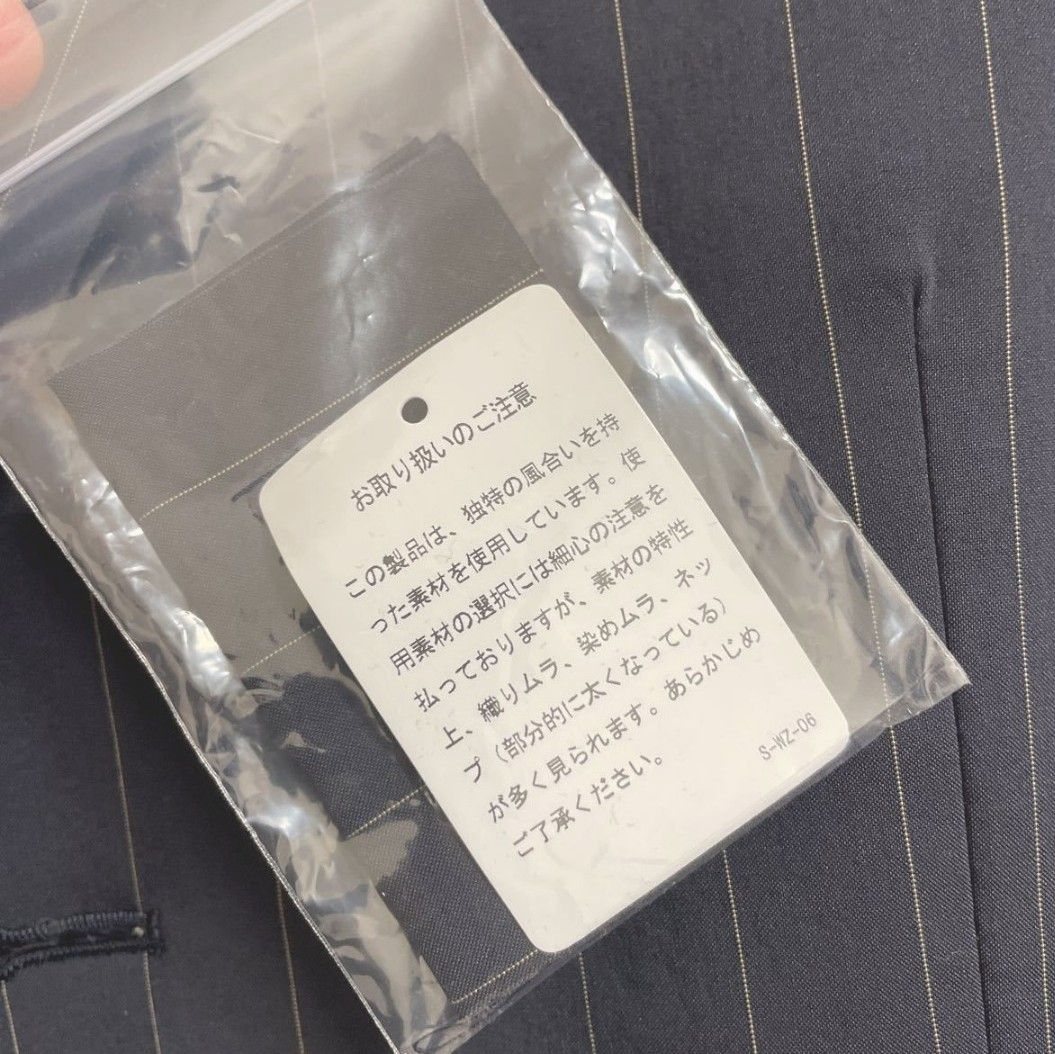 お取り扱いのご注意
この製品は、独特の風合いを持
った素材を使用しています。使
用素材の選択には細心の注意を
払っておりますが、素材の特性
上、織りムラ、染めムラ、ネッ
プ（部分的に太くなっている）
が多く見られます。あらかじめ
ご了承ください。
S-WZ-06